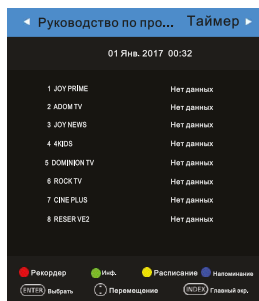 Руководство по про... Таймер
01 Янв. 2017 00:32
1 JOY PRIME Нет данных
2 ADOM TV Нет данных
3 JOY NEWS Нет данных
4 4KIDS Нет данных
5 DOMINION TV Нет данных
6 ROCK TV Нет данных
7 CINE PLUS Нет данных
8 RESER VE2 Нет данных
Рекордер Инф. Расписание Напоминание
ENTER Выбрать Перемещение INDEX Главный экр.